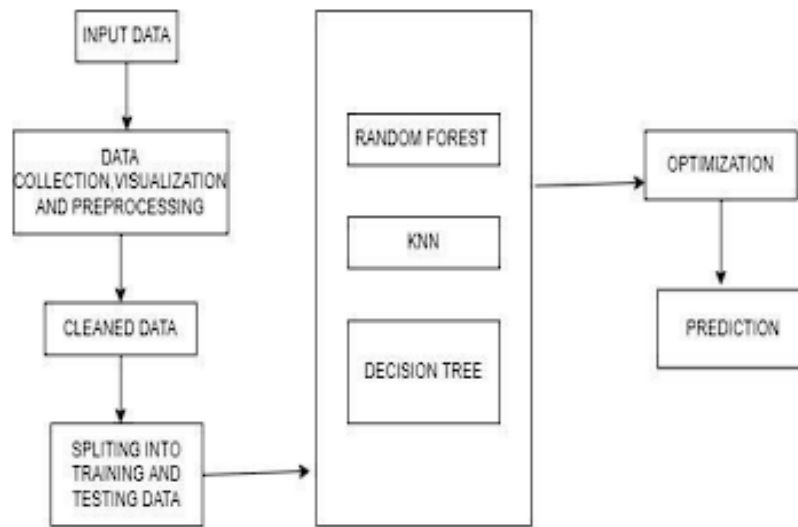 INPUT DATA
DATA
COLLECTION,VISUALIZATION
AND PREPROCESSING
CLEANED DATA
SPLITING INTO
TRAINING AND
TESTING DATA
RANDOM FOREST
KNN
DECISION TREE
OPTIMIZATION
PREDICTION